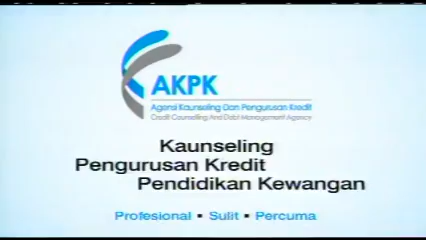 AKPK
Agensi Kaunseling Dan Pengurusan Kredit
Credit Counselling And Debt Management Agency
Kaunseling
Pengurusan Kredit
Pendidikan Kewangan
Profesional ▪ Sulit ▪ Percuma